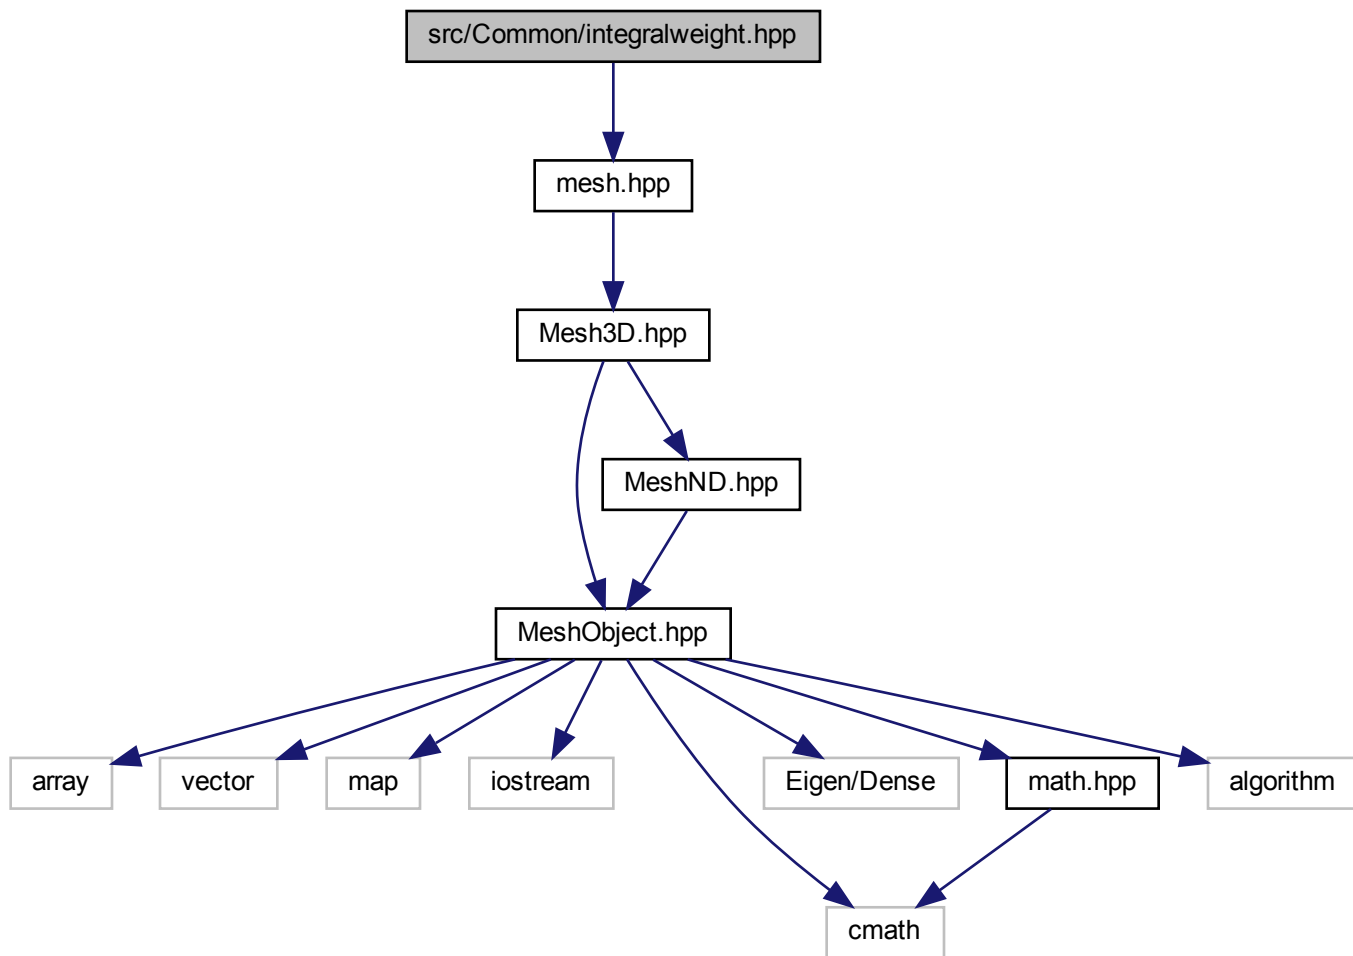 src/Common/integralweight.hpp
mesh.hpp
Mesh3D.hpp
MeshND.hpp
MeshObject.hpp
array
vector
map
iostream
Eigen/Dense
math.hpp
algorithm
cmath